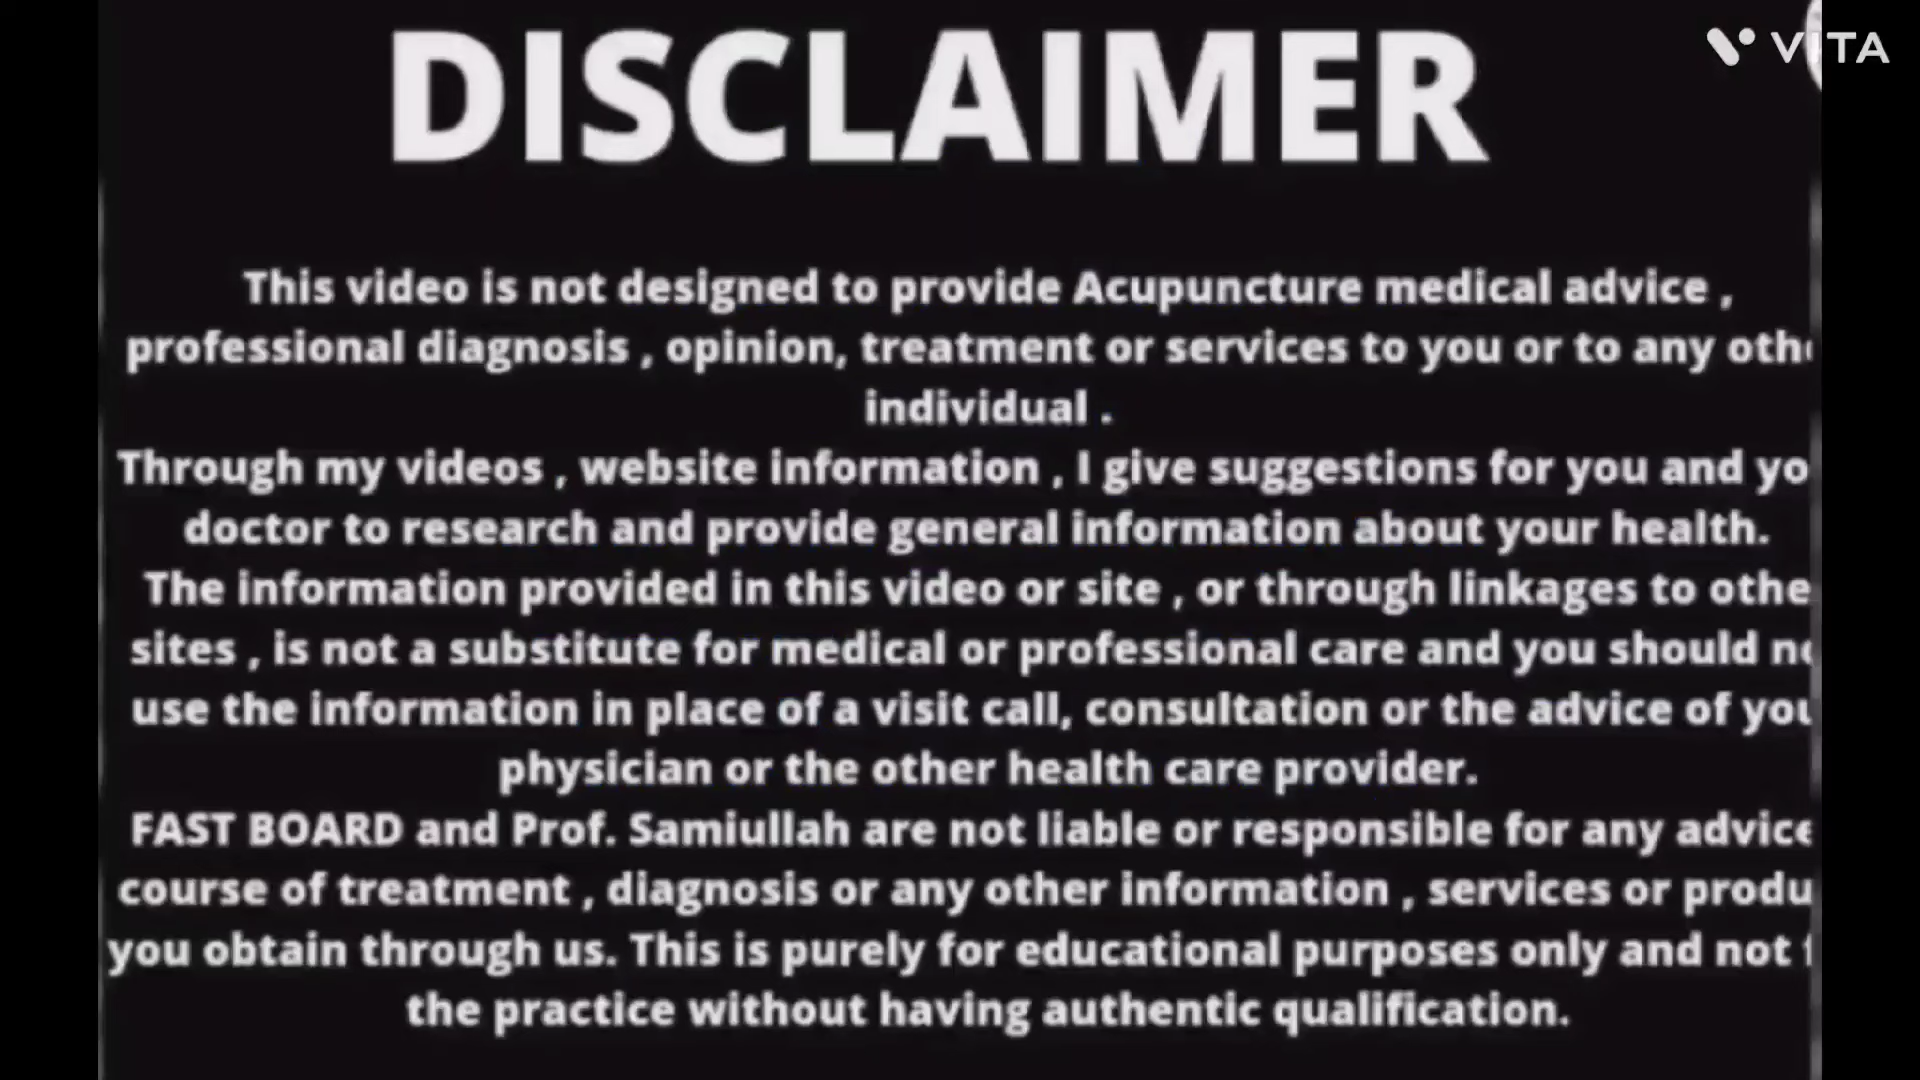 DISCLAIMER
VITA
This video is not designed to provide Acupuncture medical advice ,
professional diagnosis , opinion, treatment or services to you or to any oth
individual .
Through my videos , website information , I give suggestions for you and yo
doctor to research and provide general information about your health.
The information provided in this video or site , or through linkages to othe
sites , is not a substitute for medical or professional care and you should n
use the information in place of a visit call, consultation or the advice of you
physician or the other health care provider.
FAST BOARD and Prof. Samiullah are not liable or responsible for any advice
course of treatment , diagnosis or any other information , services or produ
you obtain through us. This is purely for educational purposes only and not
the practice without having authentic qualification.